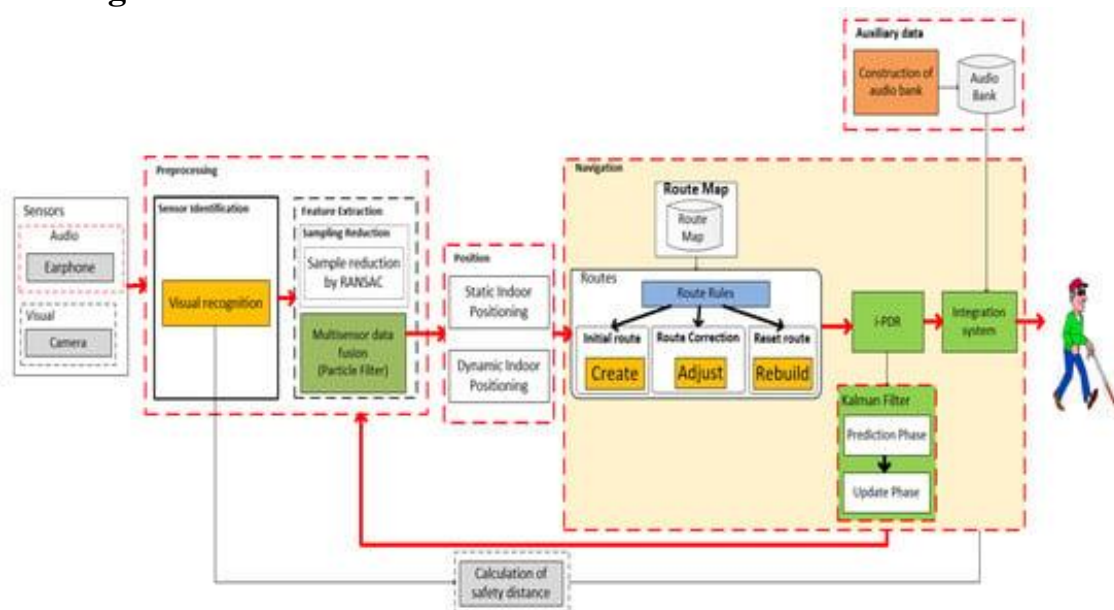 Auxiliary data
Construction of
audio bank
Audio
Bank
Preprocessing
Navigation
Sensors
Audio
Earphone
Visual
Camera
Sensor Identification
Visual recognition
Feature Extraction
Sampling Reduction
Sample reduction
by RANSAC
Multisensor data
fusion
(Particle Filter)
Position
Static Indoor
Positioning
Dynamic Indoor
Positioning
Route Map
Route
Map
Routes
Route Rules
Initial route
Create
Route Correction
Adjust
Reset route
Rebuild
i-PDR
Integration
system
Kalman Filter
Prediction Phase
Update Phase
Calculation of
safety distance